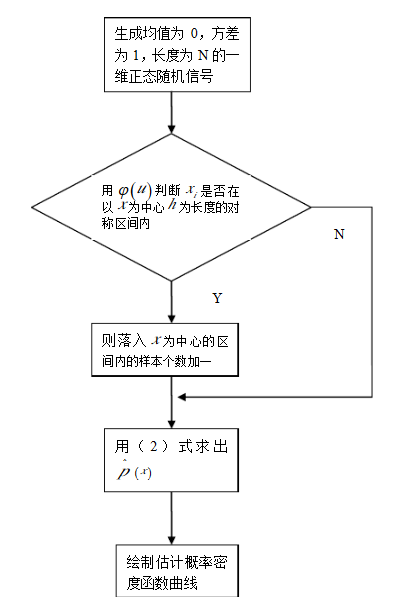 生成均值为 0，方差
为 1，长度为 N 的一
维正态随机信号
用 φ(u) 判断 xᵢ 是否在
以 x 为中心 h 为长度的对
称区间内
N
Y
则落入 x 为中心的区
间内的样本个数加一
用（2）式求出
p̂(x)
绘制估计概率密
度函数曲线